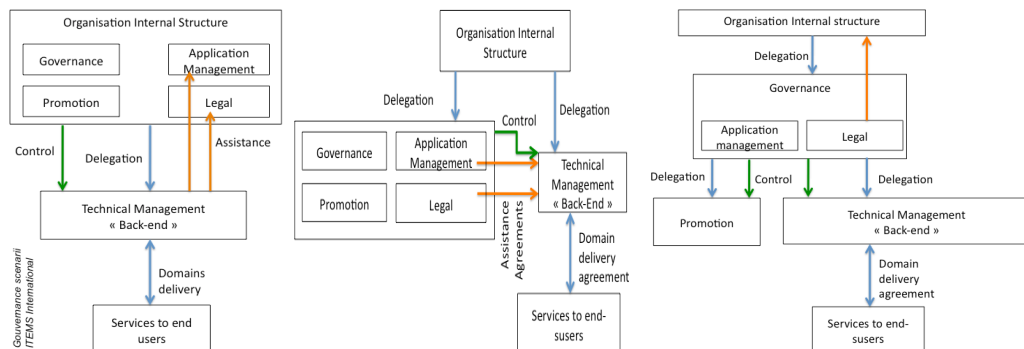 Organisation Internal Structure
Governance
Application
Management
Promotion
Legal
Control
Delegation
Assistance
Technical Management
« Back-end »
Domains
delivery
Services to end
users
Gouvernance scenarii
ITEMS International
Organisation Internal
Structure
Delegation
Delegation
Control
Governance
Application
Management
Promotion
Legal
Technical
Management
« Back-End »
Assistance
Agreements
Domain
delivery
agreement
Services to end-
susers
Organisation Internal structure
Delegation
Governance
Application
management
Legal
Delegation
Control
Delegation
Promotion
Technical Management
« Back-end »
Domain
delivery
agreement
Services to end-
susers